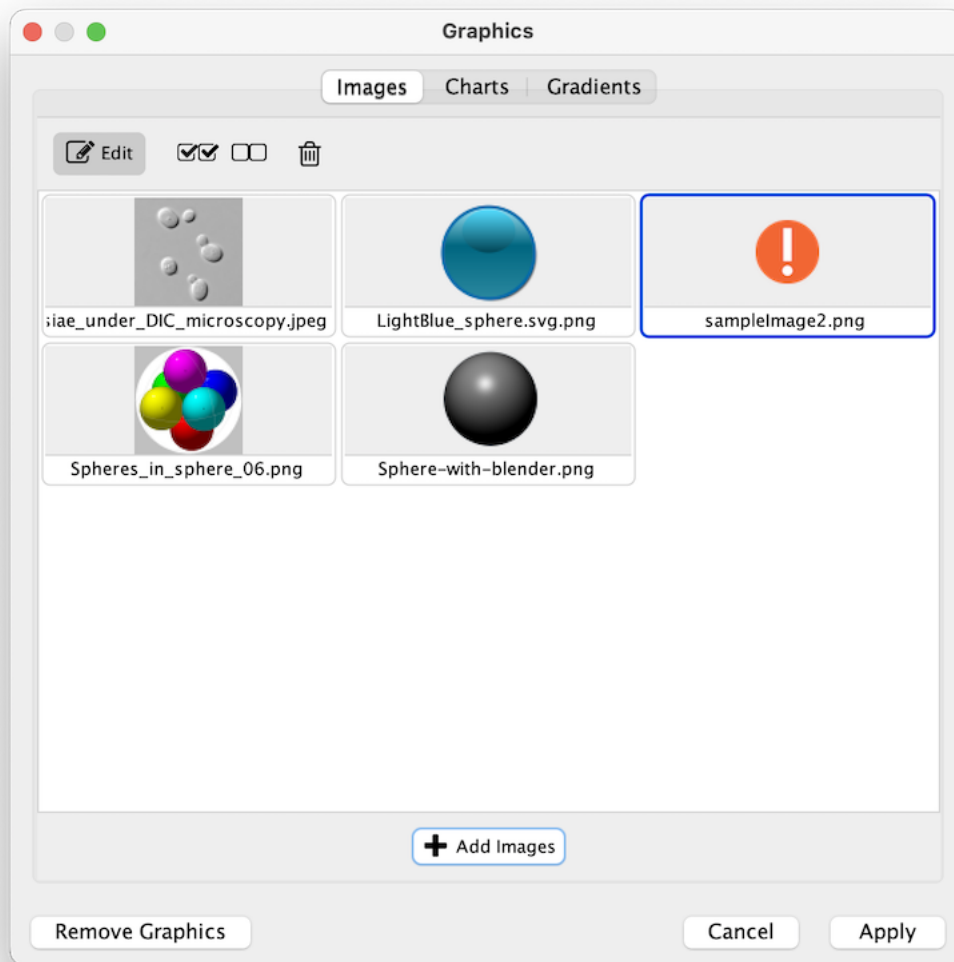 Graphics
Images Charts Gradients
Edit
siae_under_DIC_microscopy.jpeg LightBlue_sphere.svg.png sampleImage2.png
Spheres_in_sphere_06.png Sphere-with-blender.png
Add Images
Remove Graphics Cancel Apply